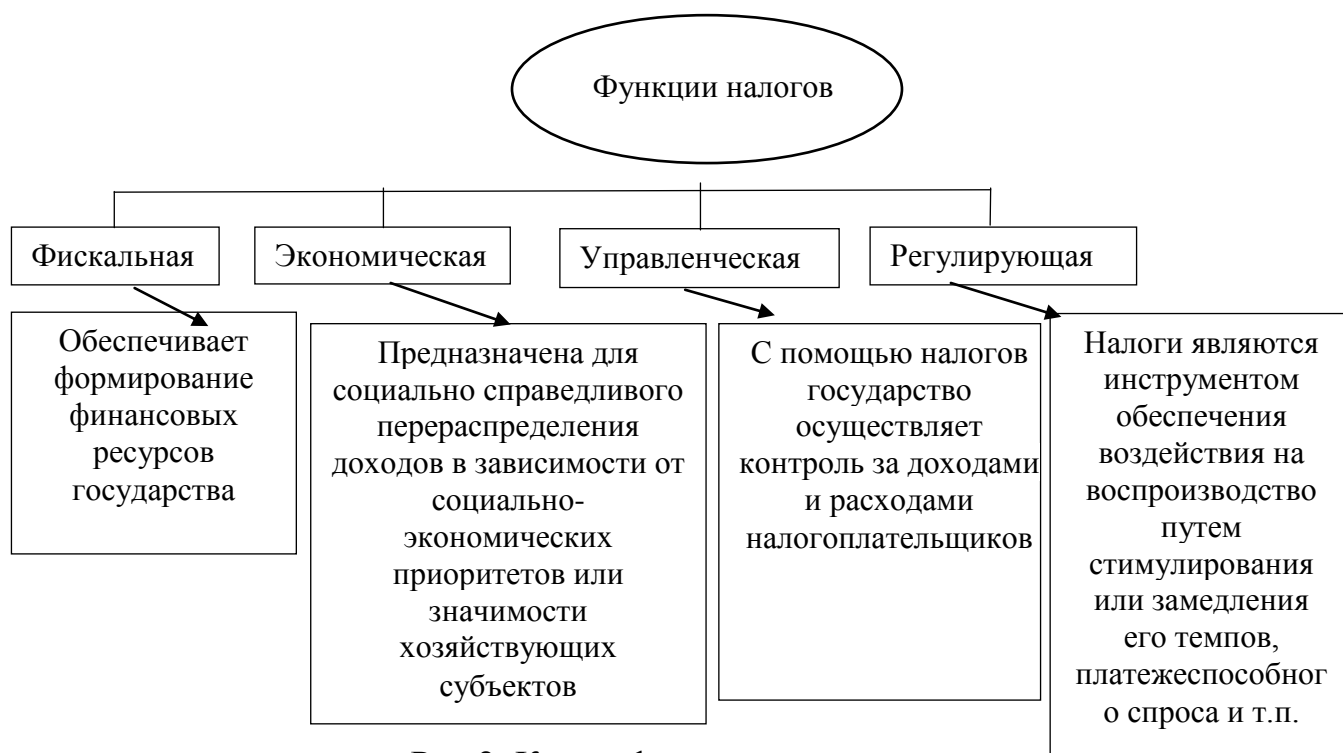 Функции налогов
Фискальная
Экономическая
Управленческая
Регулирующая
Обеспечивает
формирование
финансовых
ресурсов
государства
Предназначена для
социально справедливого
перераспределения
доходов в зависимости от
социально-
экономических
приоритетов или
значимости
хозяйствующих
субъектов
С помощью налогов
государство
осуществляет
контроль за доходами
и расходами
налогоплательщиков
Налоги являются
инструментом
обеспечения
воздействия на
воспроизводство
путем
стимулирования
или замедления
его темпов,
платежеспособног
о спроса и т.п.